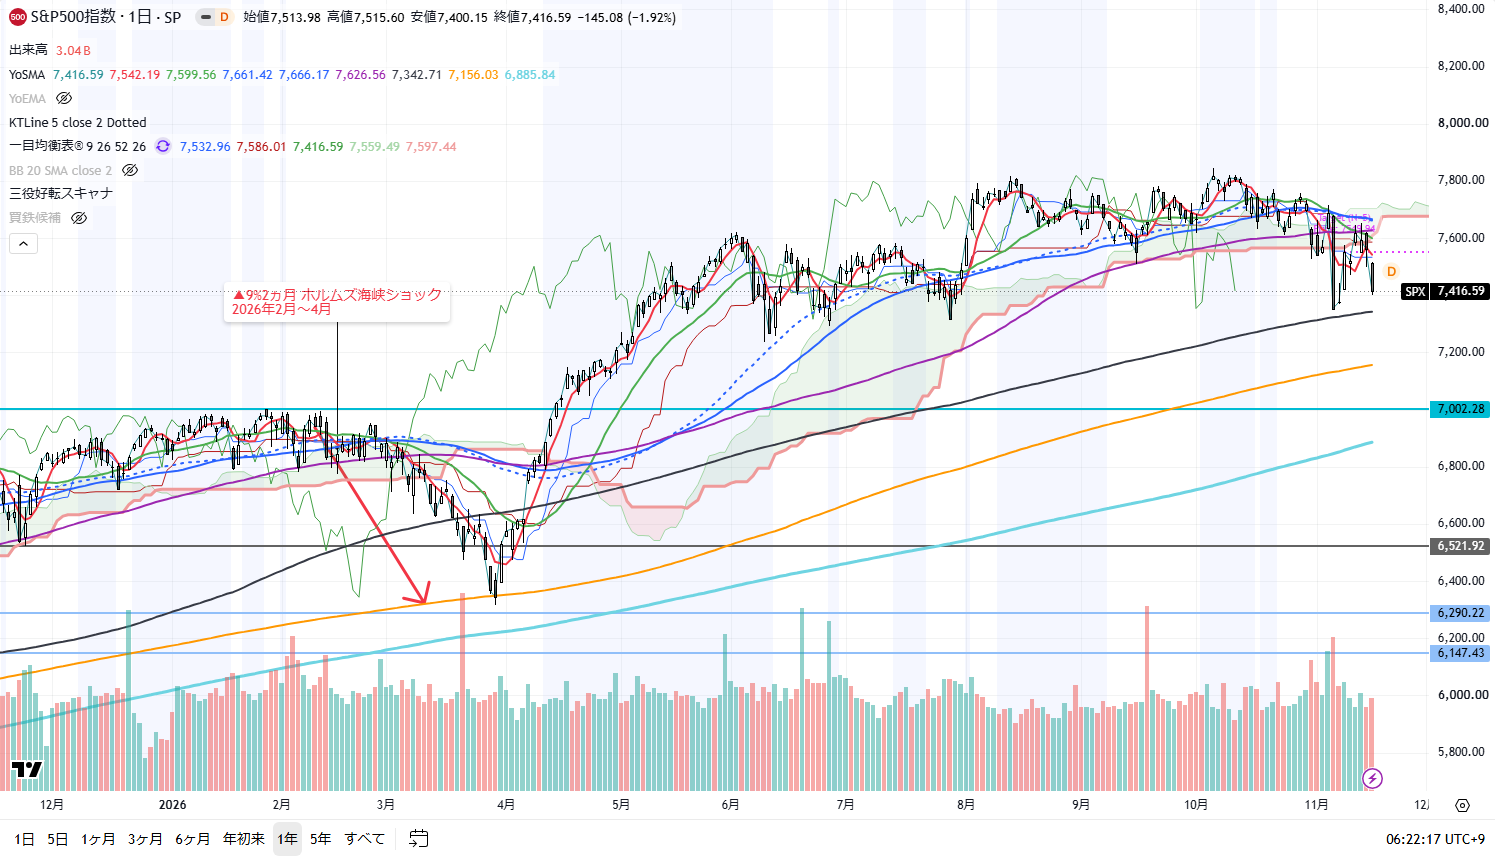 500 S&P500指数・1日・SP D 始値7,513.98 高値7,515.60 安値7,400.15 終値7,416.59 −145.08 (−1.92%)
出来高 3.04 B
YoSMA 7,416.59 7,542.19 7,599.56 7,661.42 7,666.17 7,626.56 7,342.71 7,156.03 6,885.84
YoEMA
KTLine 5 close 2 Dotted
一目均衡表® 9 26 52 26 7,532.96 7,586.01 7,416.59 7,559.49 7,597.44
BB 20 SMA close 2
三役好転スキャナ
買鉄候補
▲9%2ヵ月 ホルムズ海峡ショック
2026年2月〜4月
D
8,400.00
8,200.00
8,000.00
7,800.00
7,600.00
SPX 7,416.59
7,200.00
7,002.28
6,800.00
6,600.00
6,521.92
6,400.00
6,290.22
6,200.00
6,147.43
6,000.00
5,800.00
12月 2026 2月 3月 4月 5月 6月 7月 8月 9月 10月 11月
1日 5日 1ヶ月 3ヶ月 6ヶ月 年初来 1年 5年 すべて
06:22:17 UTC+9